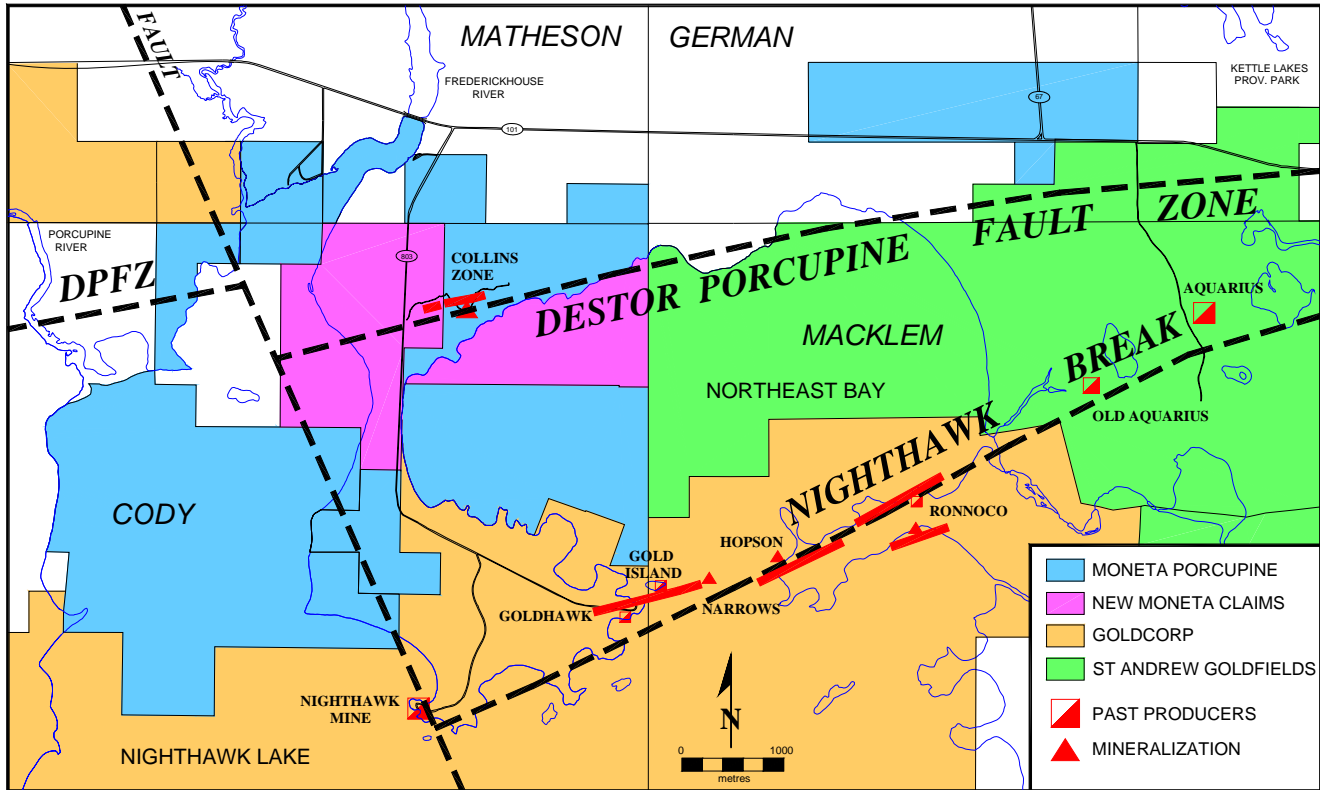 FAULT
MATHESON
GERMAN
FREDERICKHOUSE
RIVER
KETTLE LAKES
PROV. PARK
67
101
PORCUPINE
RIVER
DPFZ
803
COLLINS
ZONE
DESTOR PORCUPINE FAULT ZONE
AQUARIUS
MACKLEM
BREAK
NORTHEAST BAY
OLD AQUARIUS
NIGHTHAWK
CODY
RONNOCO
HOPSON
GOLD
ISLAND
NARROWS
GOLDHAWK
NIGHTHAWK
MINE
NIGHTHAWK LAKE
N
0 1000
metres
MONETA PORCUPINE
NEW MONETA CLAIMS
GOLDCORP
ST ANDREW GOLDFIELDS
PAST PRODUCERS
MINERALIZATION